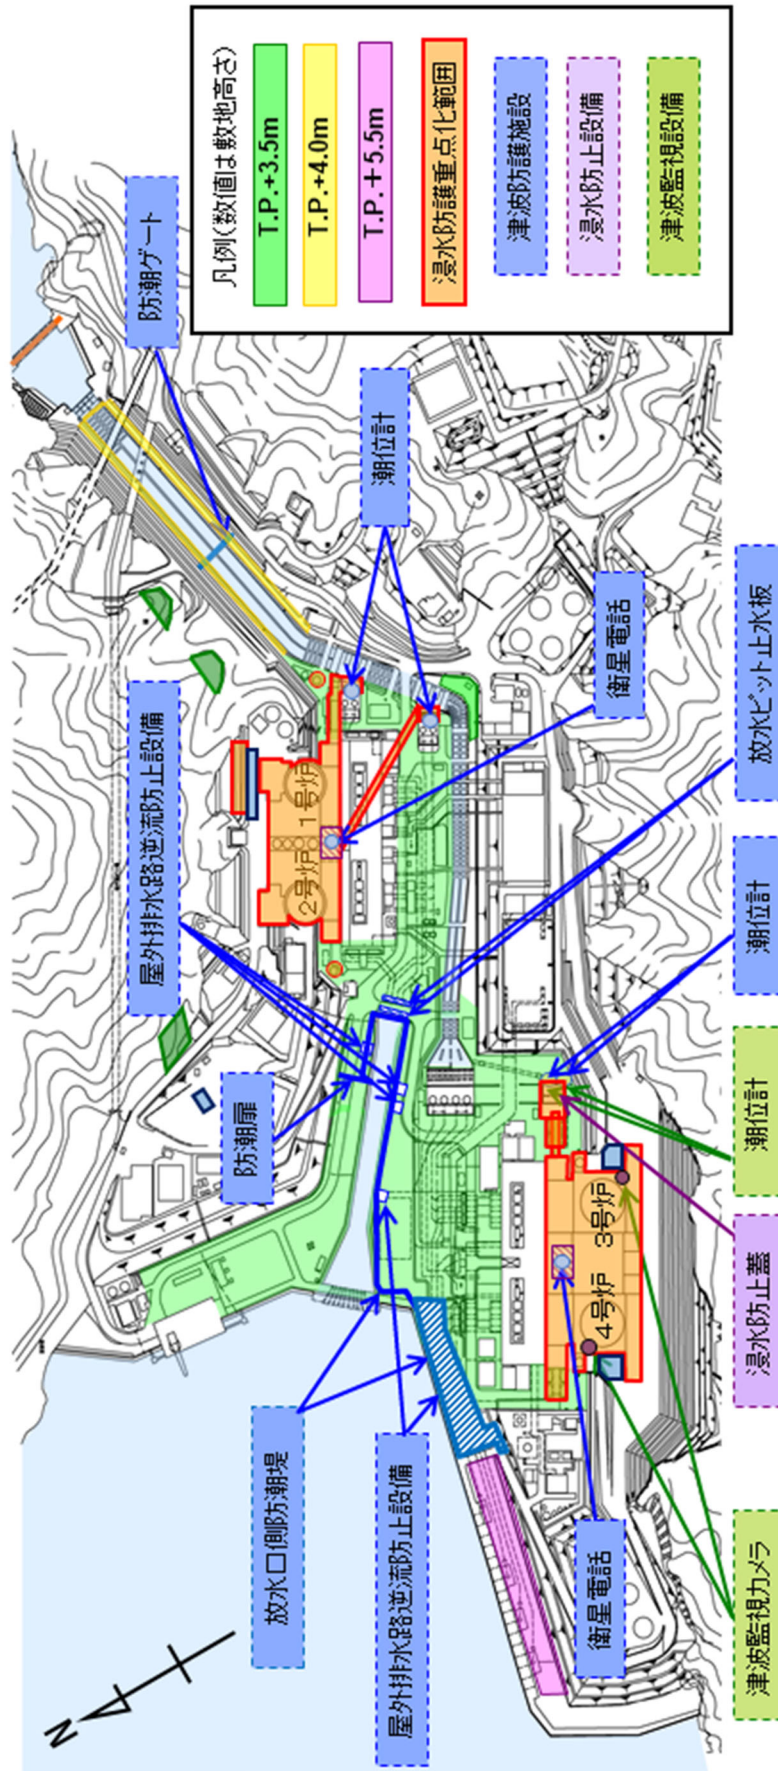 凡例(数値は敷地高さ)
T.P.+3.5m
T.P.+4.0m
T.P.+5.5m
浸水防護重点化範囲
津波防護施設
浸水防止設備
津波監視設備
防潮ゲート
潮位計
衛星電話
放水ピット止水板
屋外排水路逆流防止設備
2号炉
1号炉
防潮扉
潮位計
潮位計
浸水防止蓋
4号炉
3号炉
放水口側防潮堤
屋外排水路逆流防止設備
衛星電話
津波監視カメラ
N